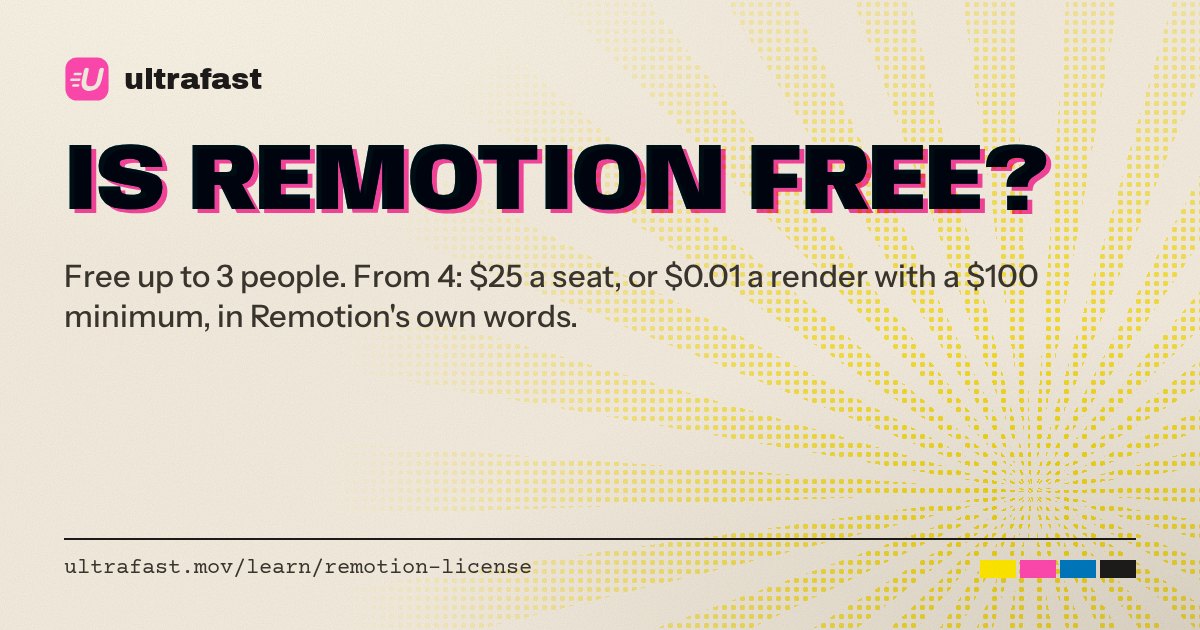 ultrafast
IS REMOTION FREE?
Free up to 3 people. From 4: $25 a seat, or $0.01 a render with a $100
minimum, in Remotion's own words.
ultrafast.mov/learn/remotion-license